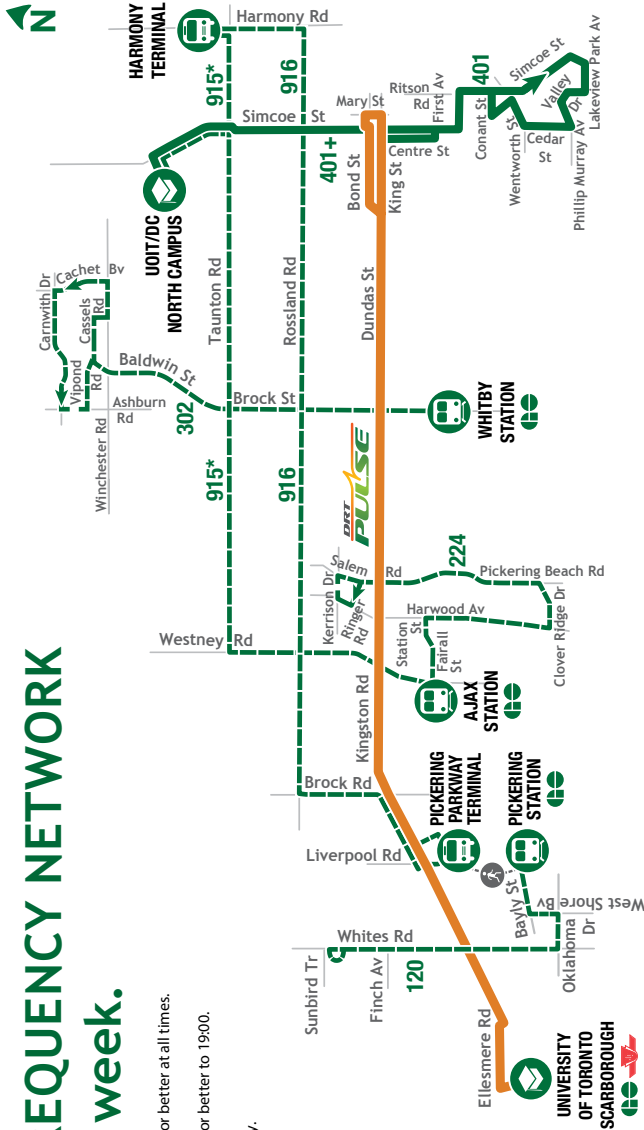 EQUENCY NETWORK
week.
or better at all times.
or better to 19:00.
y.
N
HARMONY
TERMINAL
Harmony Rd
915*
916
Simcoe St
UOIT/DC
NORTH CAMPUS
401+
Mary St
Ritson
Rd
First Av
Bond St
King St
Centre St
401
Conant St
Simcoe St
Valley
Dr
Wentworth St
Cedar
St
Phillip Murray Av
Lakeview Park Av
Carnwith Dr
Cachet Bv
Cassels
Rd
Vipond
Rd
Baldwin St
Ashburn
Rd
Winchester Rd
302
Taunton Rd
Rossland Rd
Dundas St
Brock St
WHITBY
STATION
GO
915*
916
DRT
PULSE
Kerrison Dr
Salem Rd
Ringer
Rd
224
Pickering Beach Rd
Harwood Av
Station
St
Fairall
St
Clover Ridge Dr
Westney Rd
AJAX
STATION
GO
Kingston Rd
Brock Rd
Liverpool Rd
PICKERING
PARKWAY
TERMINAL
PICKERING
STATION
GO
Bayly St
West Shore Bv
Oklahoma
Dr
Whites Rd
Sunbird Tr
Finch Av
120
Ellesmere Rd
UNIVERSITY
OF TORONTO
SCARBOROUGH
GO